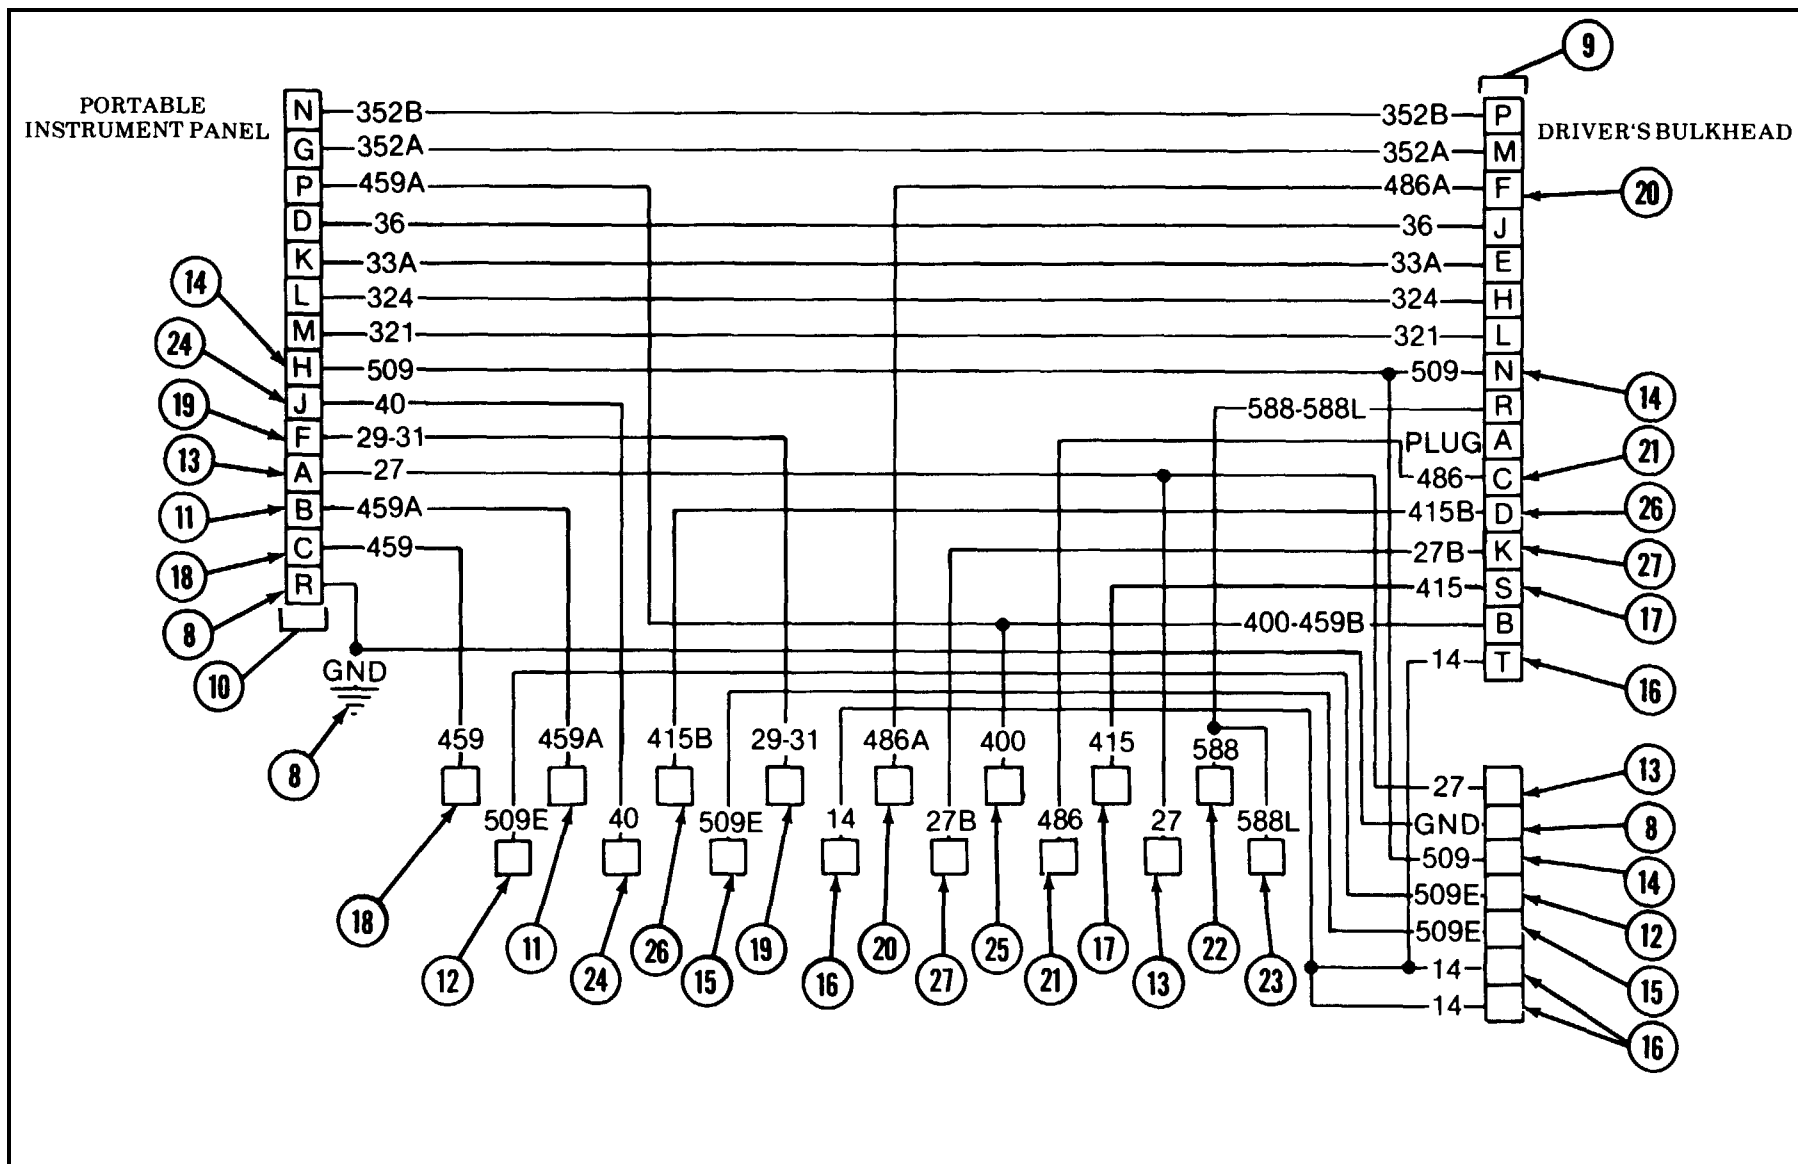 9
PORTABLE
INSTRUMENT PANEL
DRIVER'S BULKHEAD
N 352B 352B P
G 352A 352A M
P 459A 486A F 20
D 36 36 J
K 33A 33A E
14 L 324 324 H
24 M 321 321 L
H 509 509 N 14
19 J 40 588-588L R
13 F 29-31 PLUG A 21
A 27 486 C
11 B 459A 415B D 26
18 C 459 27B K 27
8 R 415 S 17
10 400-459B B
GND 14 T 16
8
459 459A 415B 29-31 486A 400 415 588
27 13
509E 40 509E 14 27B 486 27 588L
GND 8
509 14
509E 12
509E 15
14 16
14
18 11 26 19 20 25 17 22
12 24 15 16 27 21 13 23